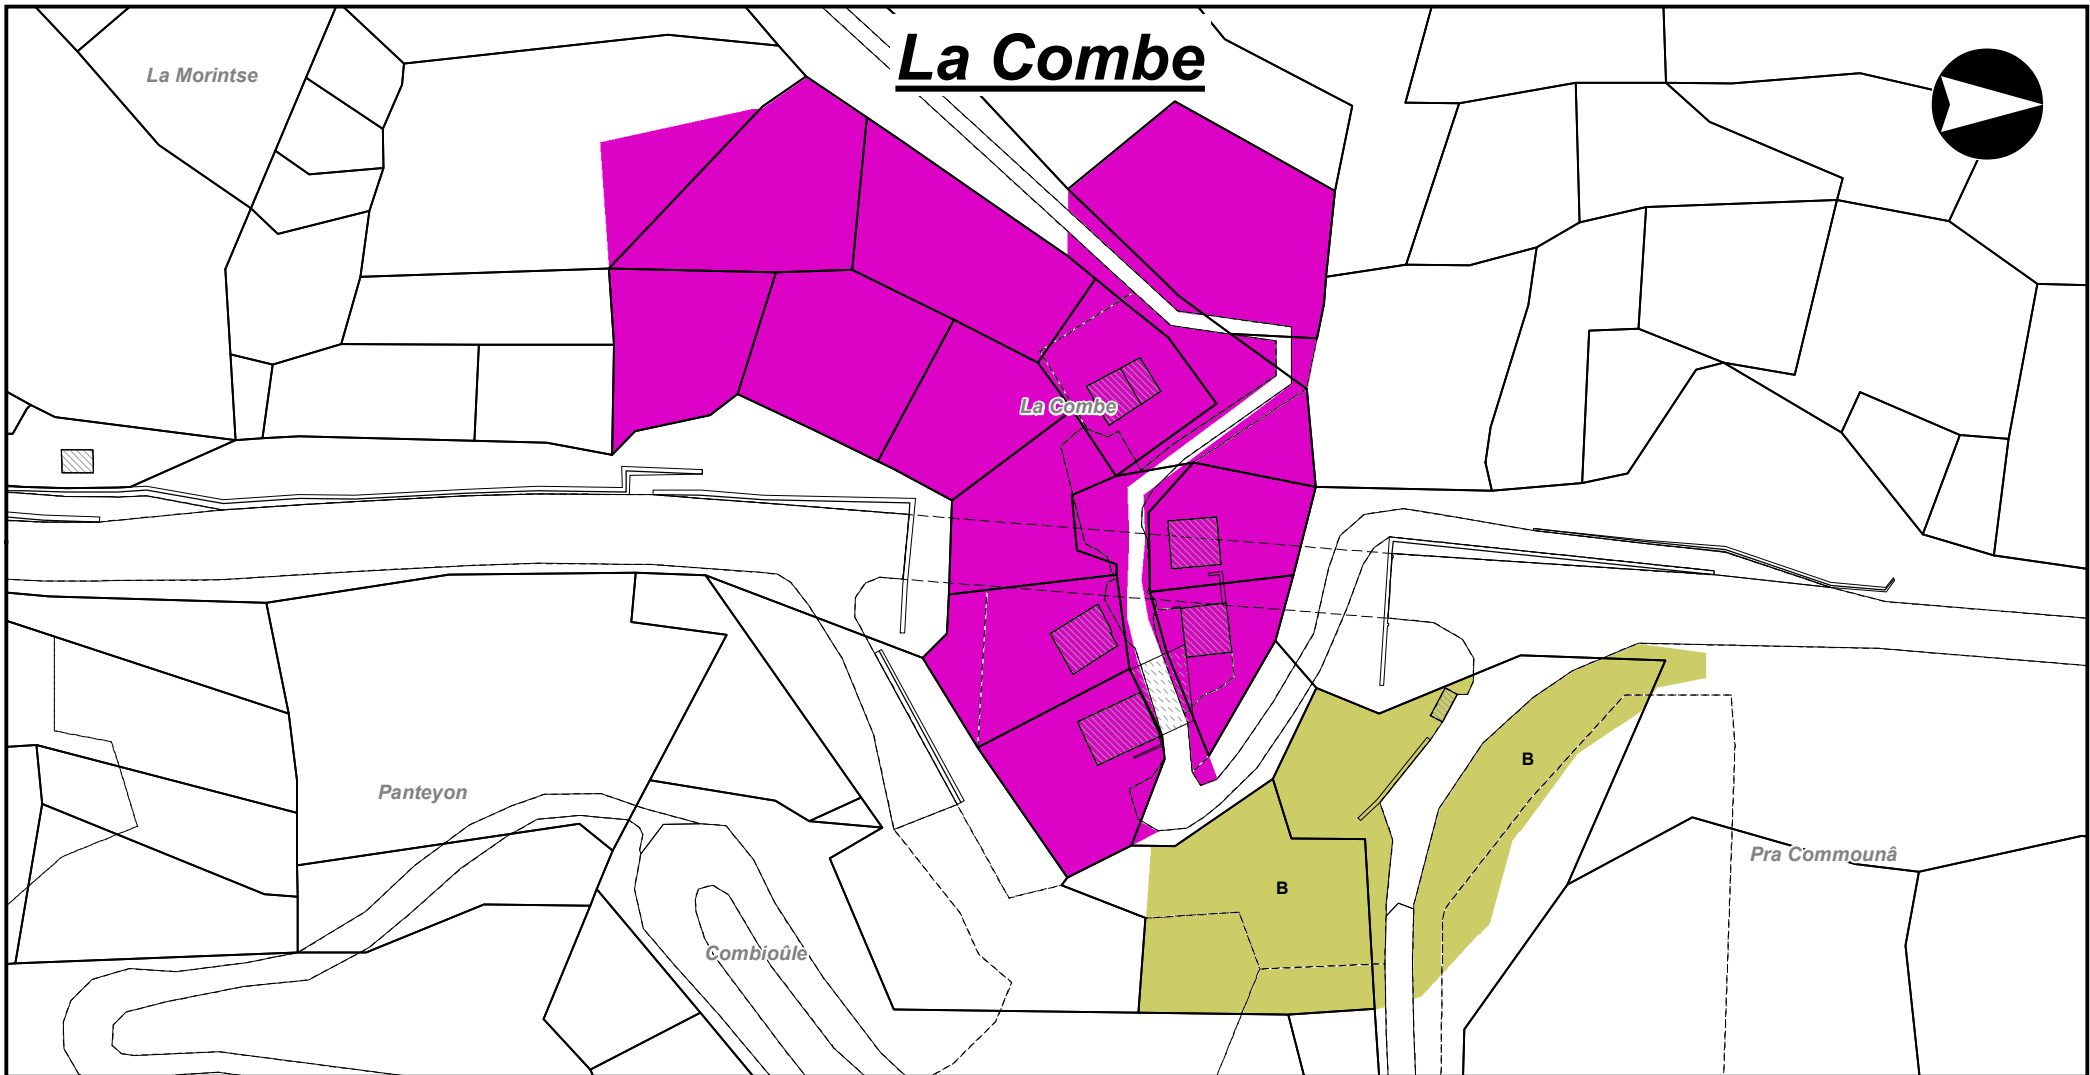 La Combe
La Morintse
La Combe
B
Panteyon
Pra Commounâ
B
Combioûle